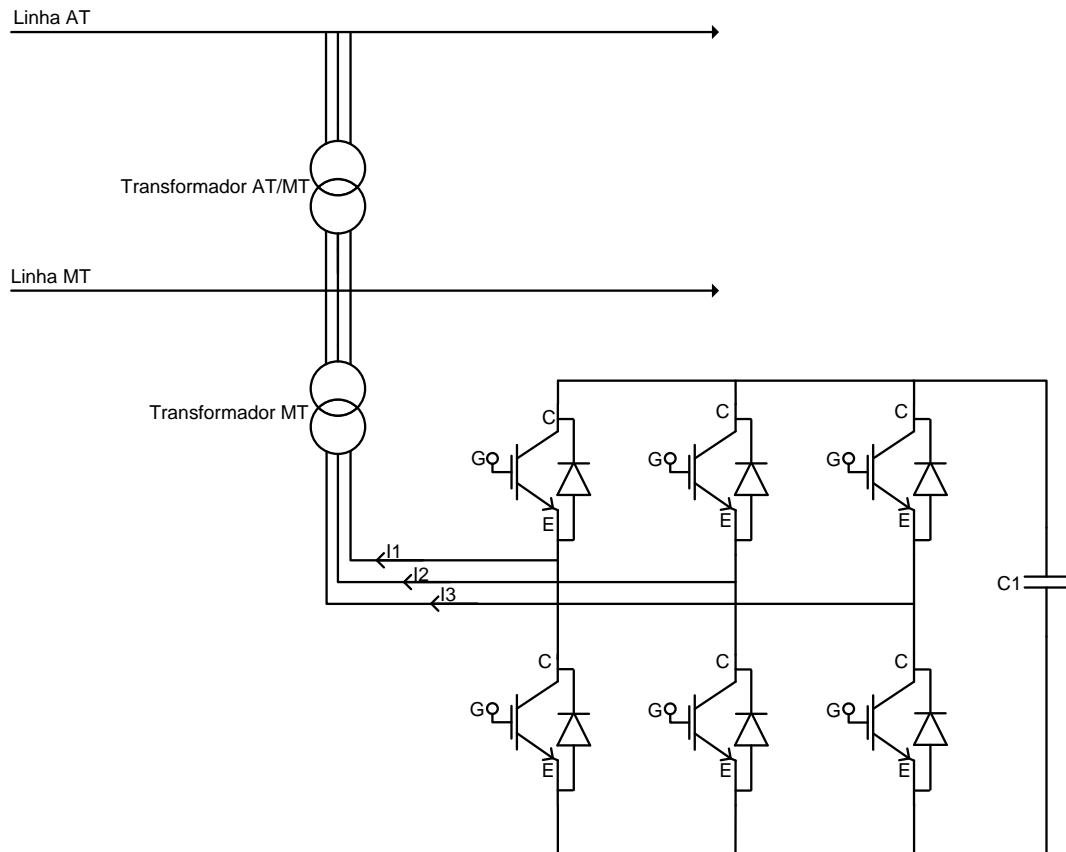 Linha AT
Transformador AT/MT
Linha MT
Transformador MT
C
C
C
G
G
G
E
E
E
I1
I2
I3
C1
C
C
C
G
G
G
E
E
E